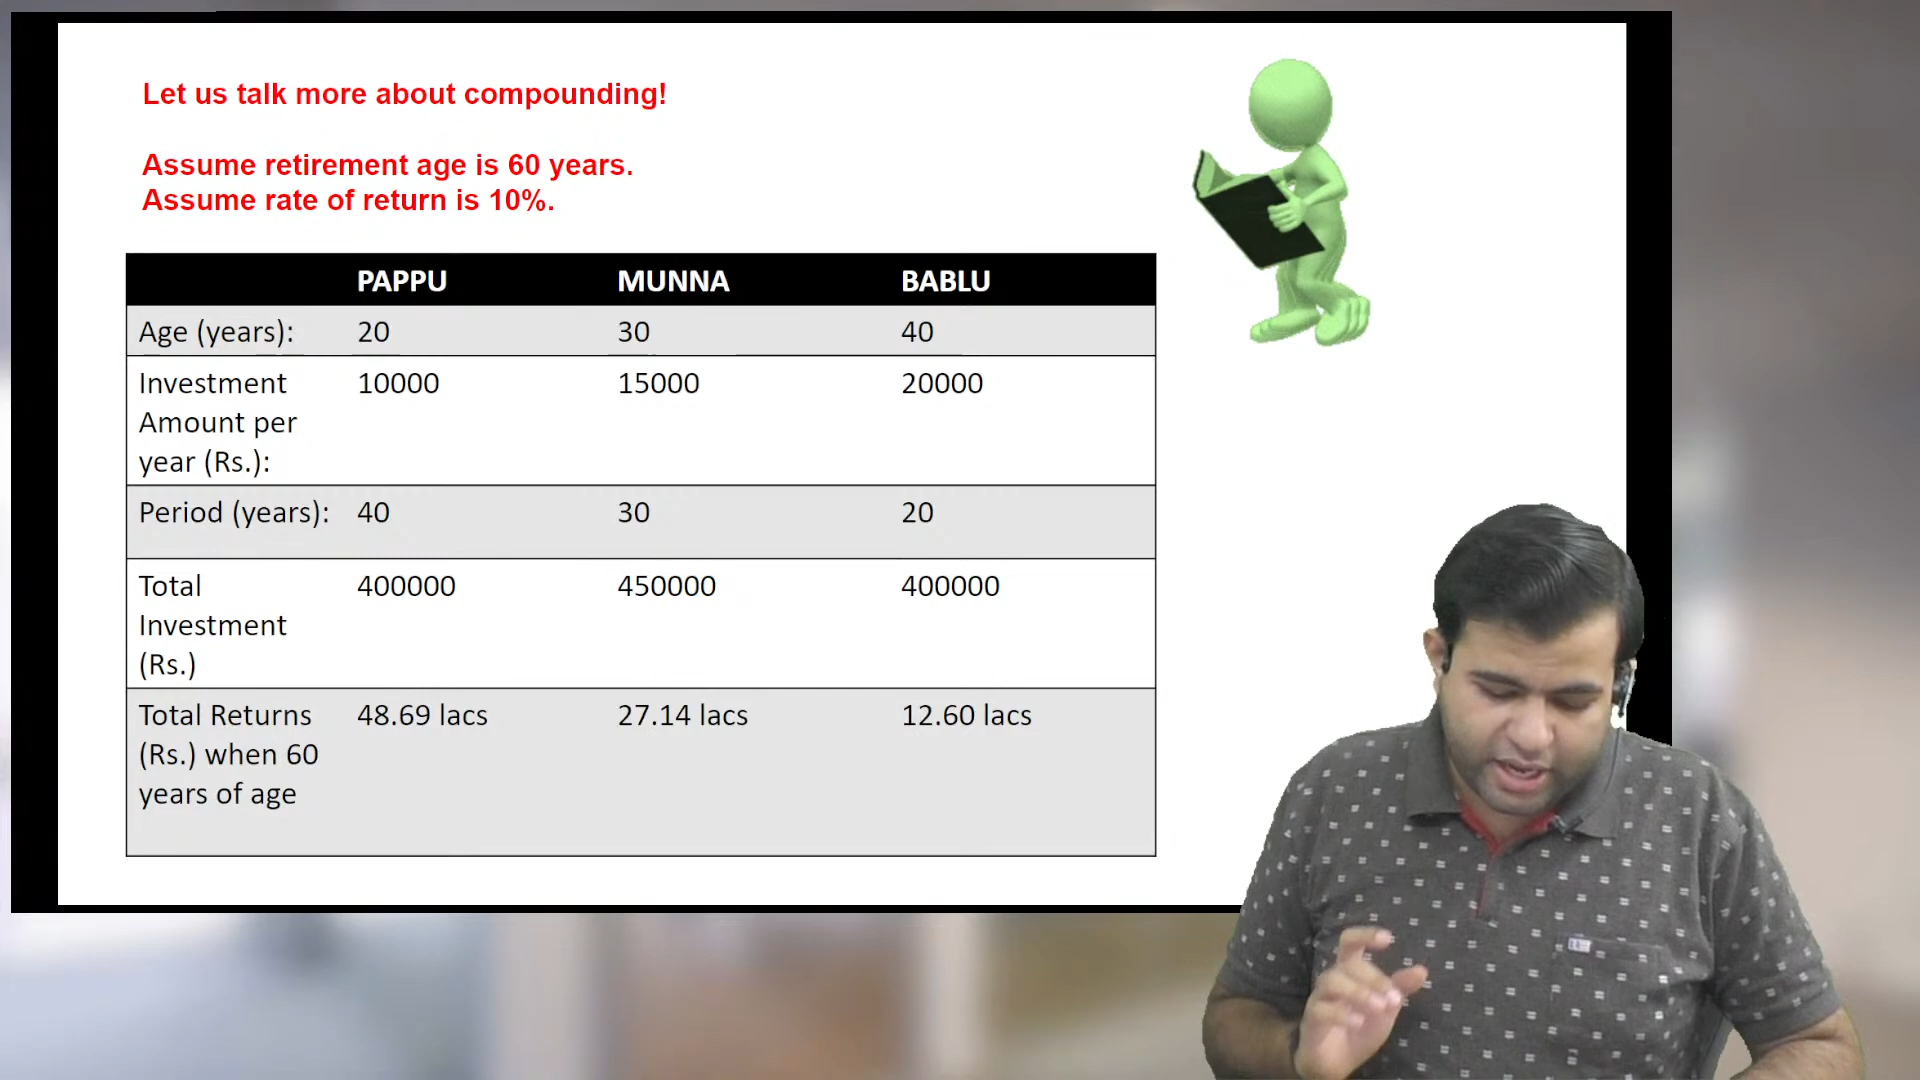 Let us talk more about compounding!
Assume retirement age is 60 years.
Assume rate of return is 10%.
PAPPU MUNNA BABLU
Age (years): 20 30 40
Investment 10000 15000 20000
Amount per
year (Rs.):
Period (years): 40 30 20
Total 400000 450000 400000
Investment
(Rs.)
Total Returns 48.69 lacs 27.14 lacs 12.60 lacs
(Rs.) when 60
years of age